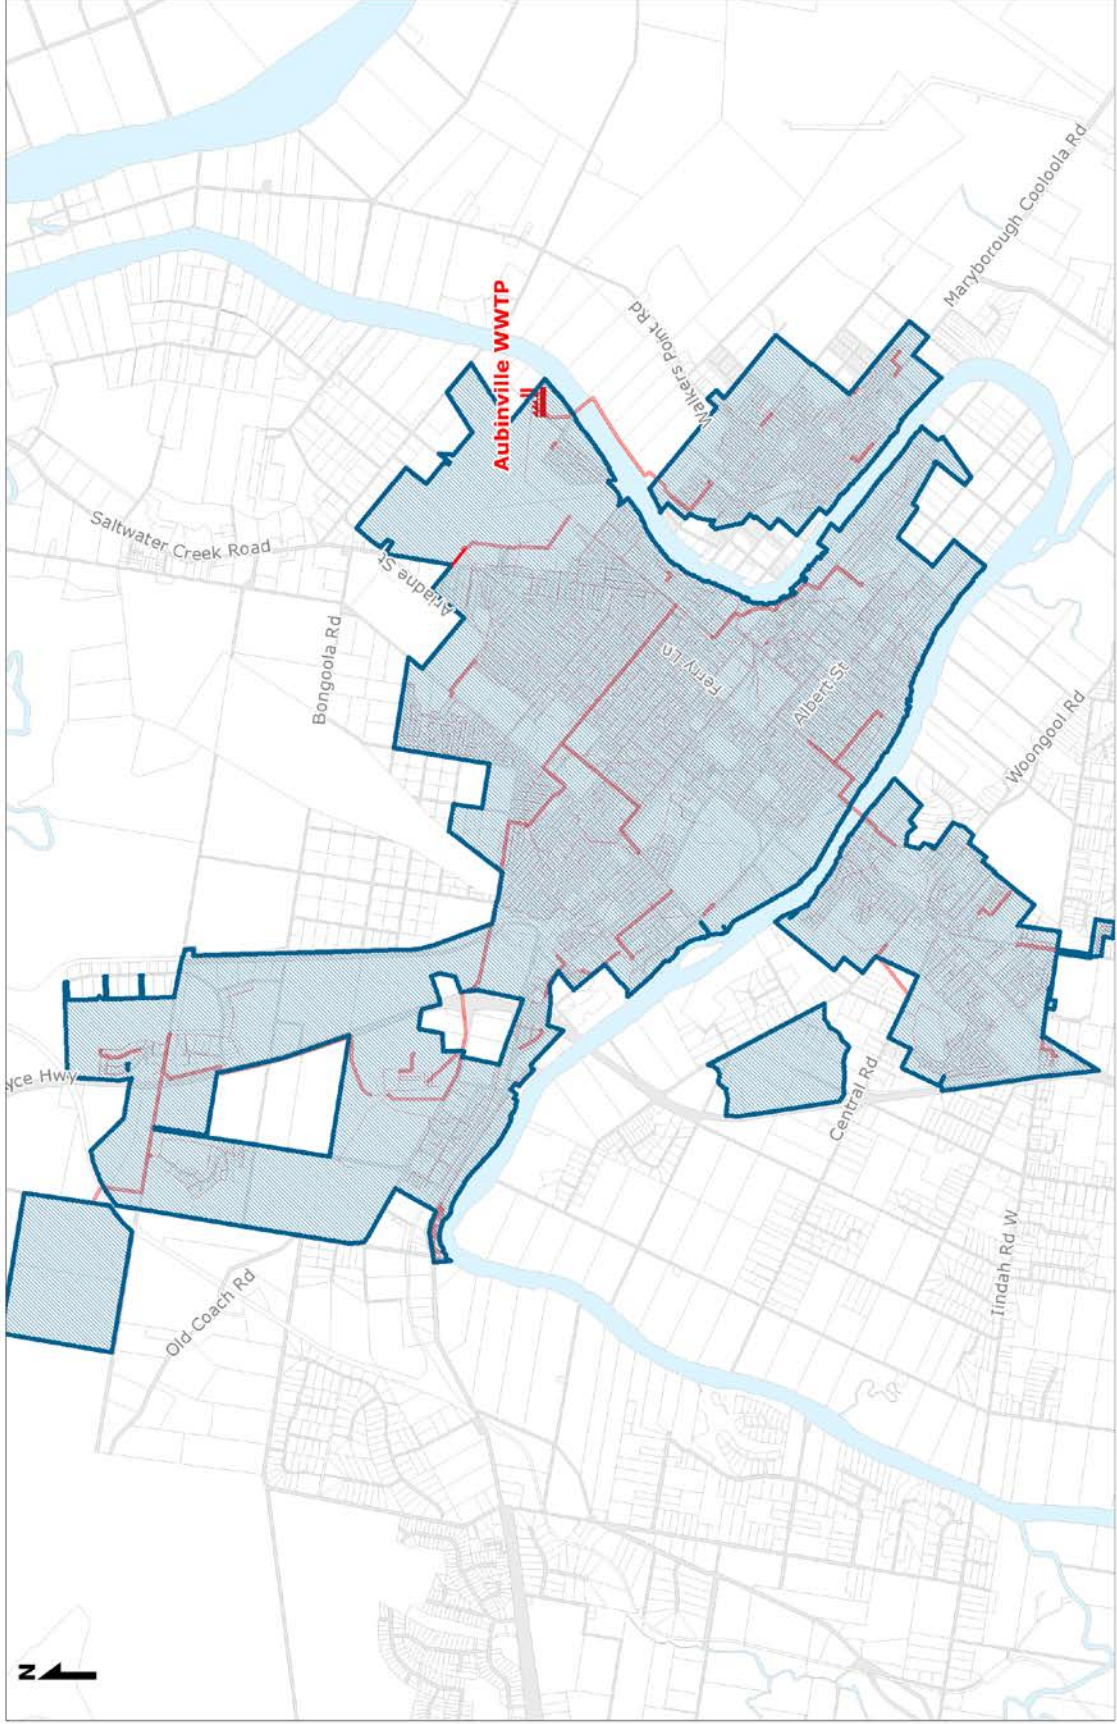 Aubinville WWTP
Maryborough Cooloola Rd
Walkers Point Rd
Saltwater Creek Road
Ariadne St
Bongoola Rd
Ferry Ln
Albert St
Woongool Rd
yce Hwy
Central Rd
Old Coach Rd
Iindah Rd W
N